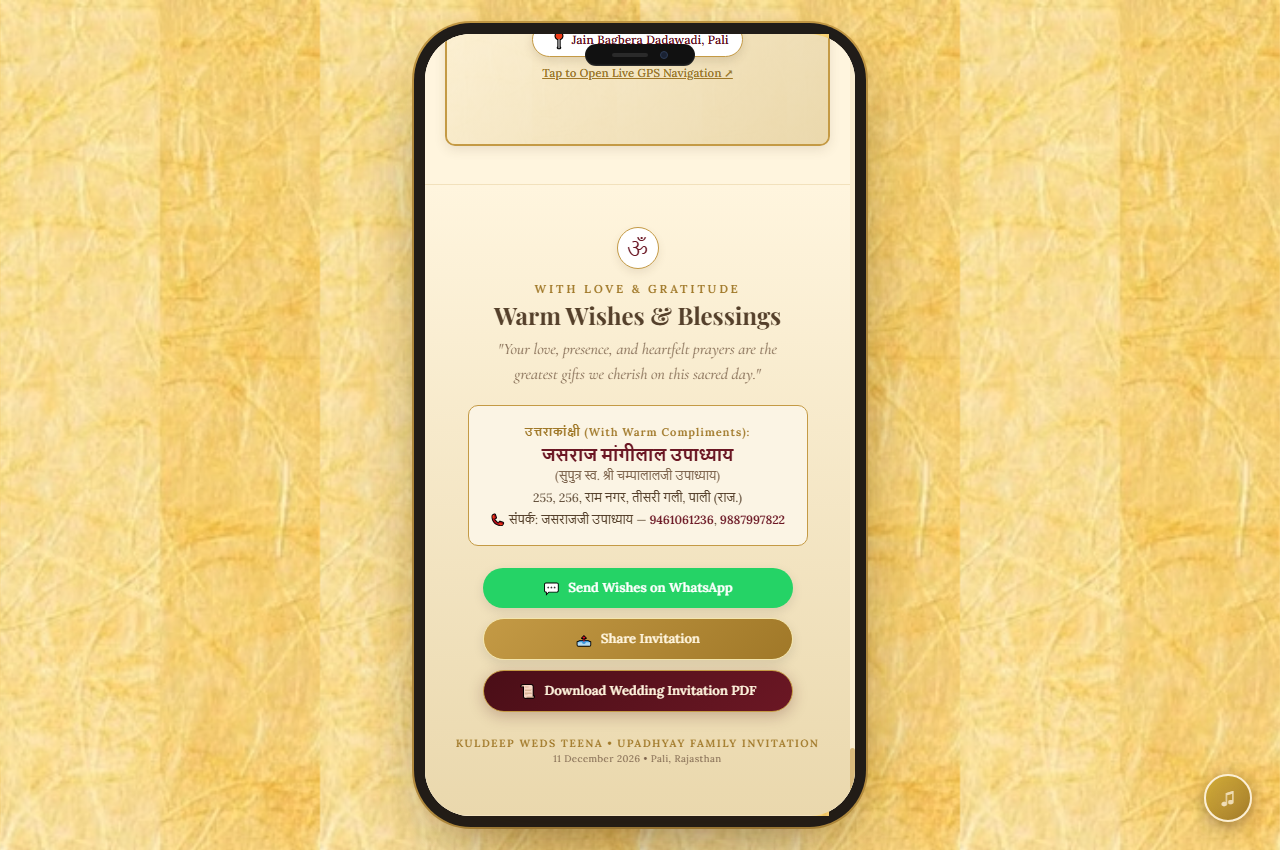 Jain Bagbera Dadawadi, Pali
Tap to Open Live GPS Navigation ↗
ॐ
WITH LOVE & GRATITUDE
Warm Wishes & Blessings
"Your love, presence, and heartfelt prayers are the
greatest gifts we cherish on this sacred day."
उत्तराकांक्षी (With Warm Compliments):
जसराज मांगीलाल उपाध्याय
(सुपुत्र स्व. श्री चम्पालालजी उपाध्याय)
255, 256, राम नगर, तीसरी गली, पाली (राज.)
संपर्क: जसराजजी उपाध्याय — 9461061236, 9887997822
Send Wishes on WhatsApp
Share Invitation
Download Wedding Invitation PDF
KULDEEP WEDS TEENA • UPADHYAY FAMILY INVITATION
11 December 2026 • Pali, Rajasthan